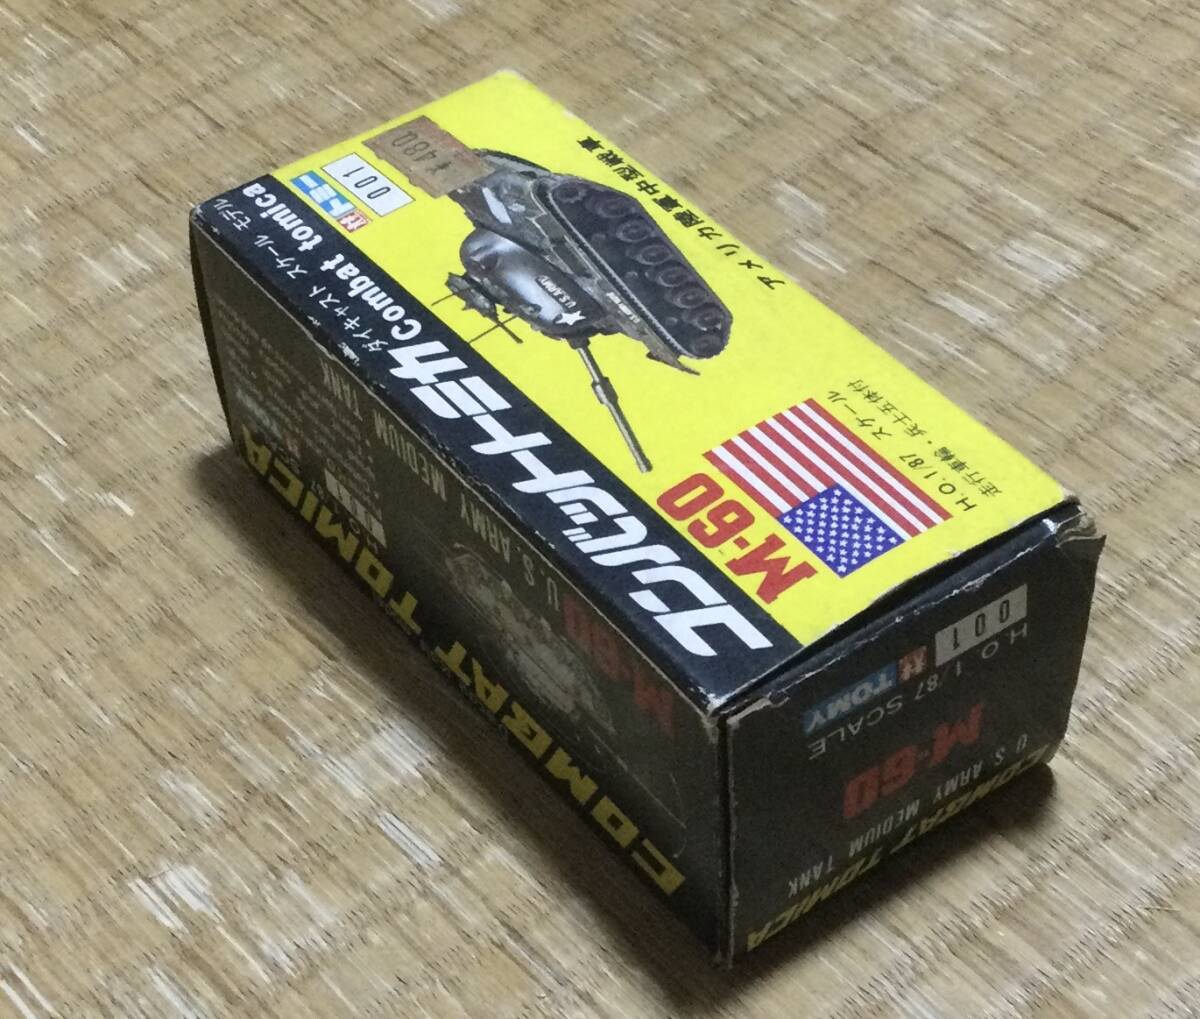 ¥480
001
トミー
アメリカ陸軍中型戦車
U.S.ARMY
H.O.1/87 スケール
走行車輪・兵士五体付
M-60
コンバットトミカ Combat tomica
ダイキャスト スケール モデル
COMBAT TOMICA
U.S. ARMY MEDIUM TANK
M-60
001
TOMY
H.O 1/87 SCALE
M-60
U.S. ARMY MEDIUM TANK
COMBAT TOMICA